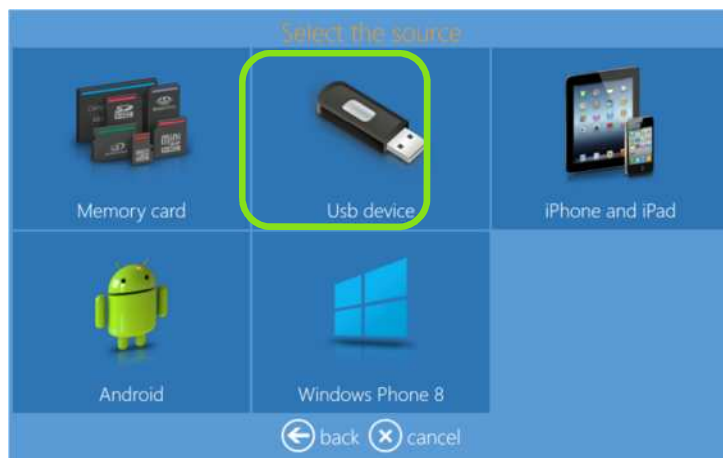 Select the source
Memory card
Usb device
iPhone and iPad
Android
Windows Phone 8
back
cancel